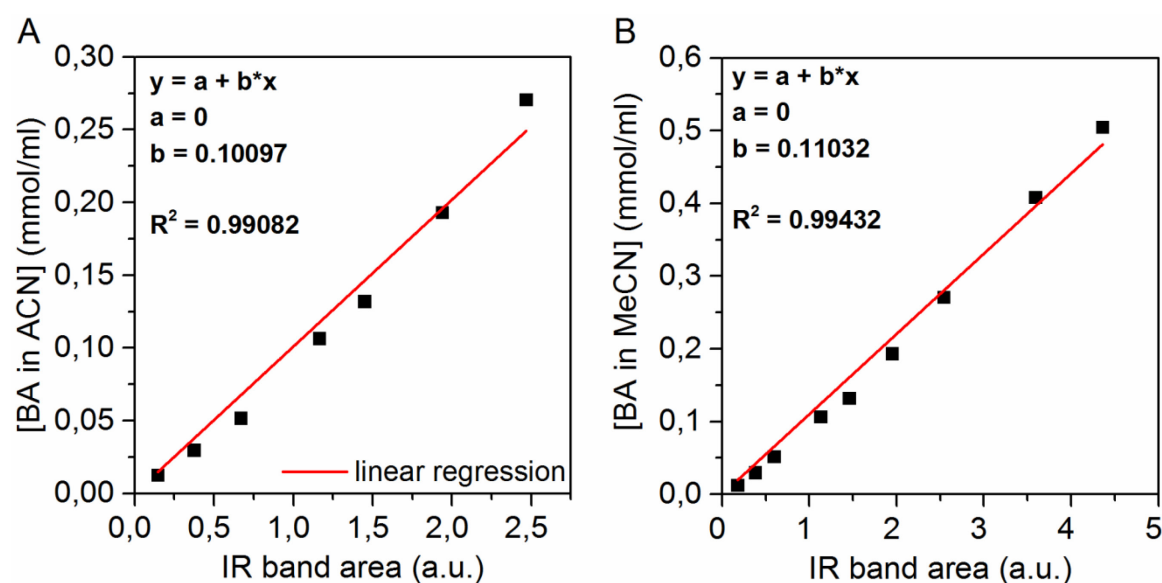 A
[BA in ACN] (mmol/ml)
0,30
0,25
0,20
0,15
0,10
0,05
0,00
y = a + b*x
a = 0
b = 0.10097
R² = 0.99082
linear regression
0,0 0,5 1,0 1,5 2,0 2,5
IR band area (a.u.)
B
[BA in MeCN] (mmol/ml)
0,6
0,5
0,4
0,3
0,2
0,1
0,0
y = a + b*x
a = 0
b = 0.11032
R² = 0.99432
0 1 2 3 4 5
IR band area (a.u.)